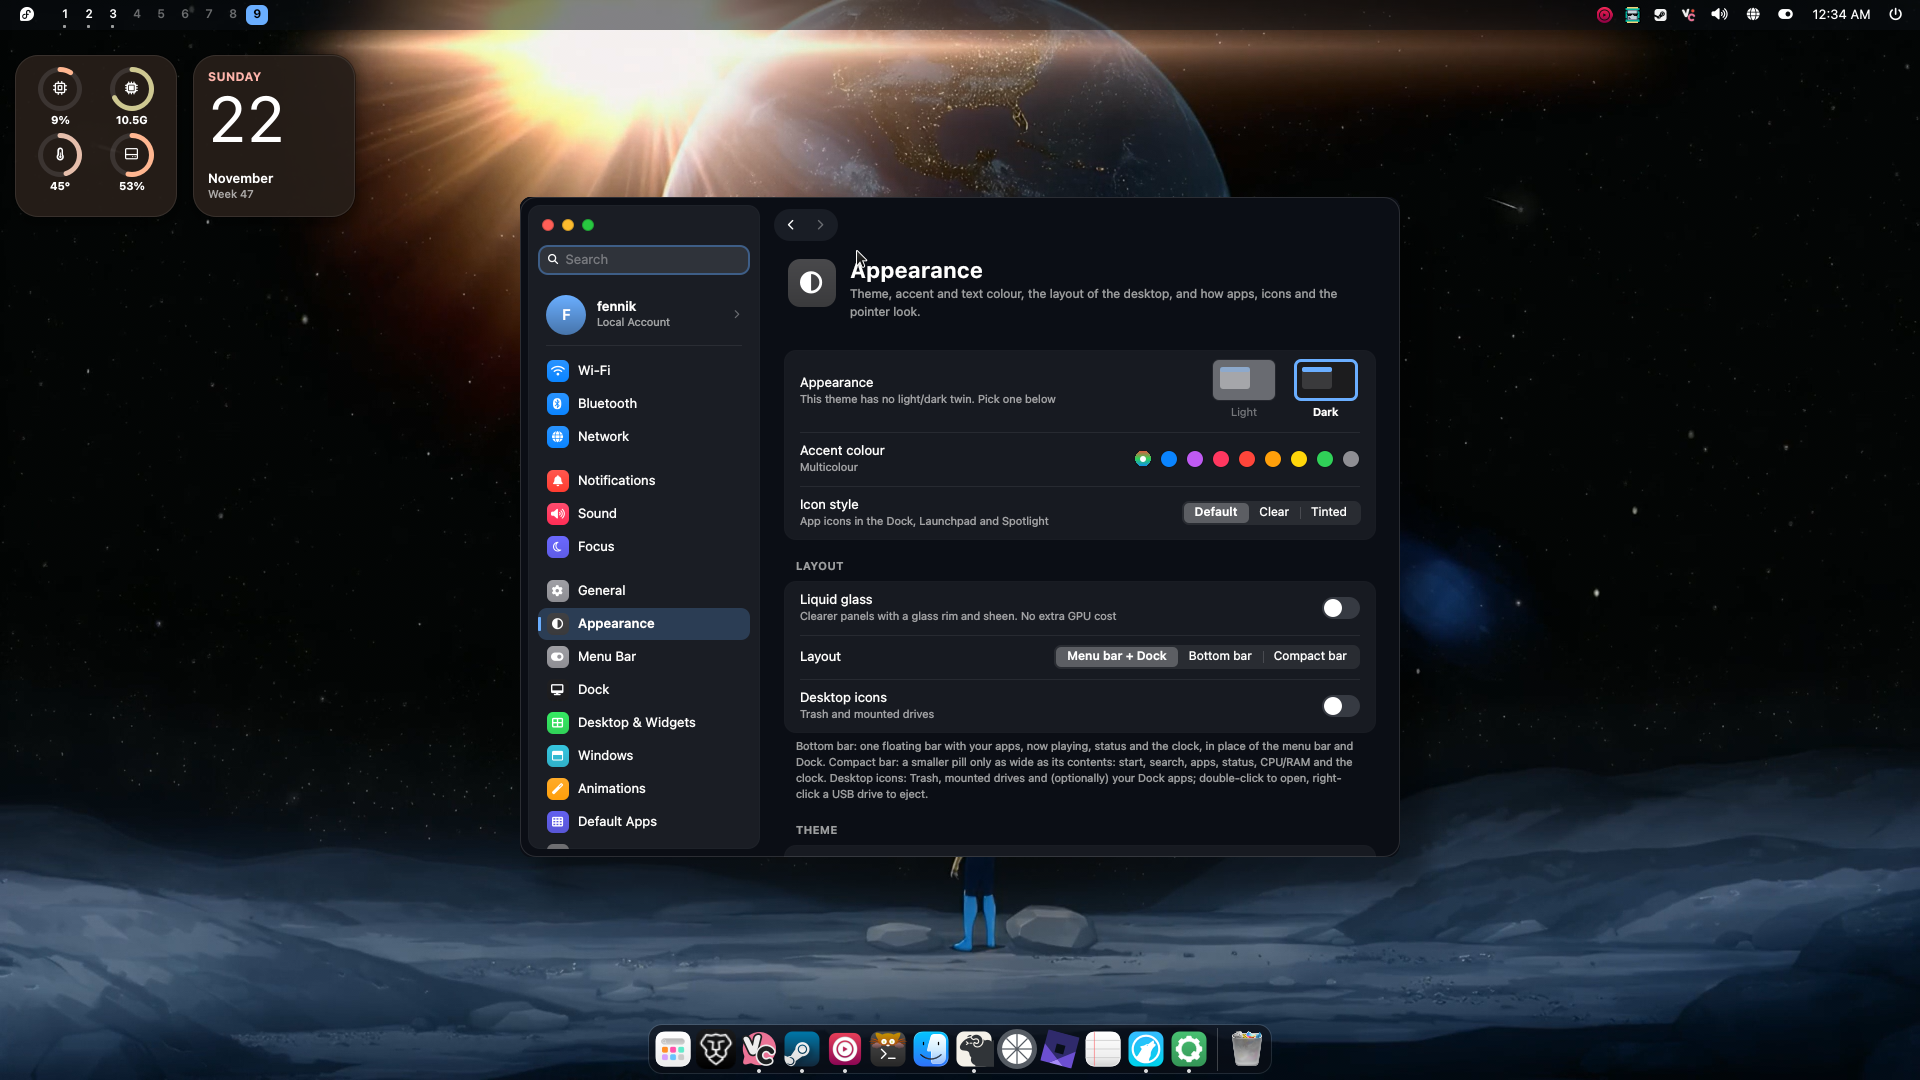 1 2 3 4 5 6 7 8 9
12:34 AM
9%
10.5G
45°
53%
SUNDAY
22
November
Week 47
Search
F
fennik
Local Account
Wi-Fi
Bluetooth
Network
Notifications
Sound
Focus
General
Appearance
Menu Bar
Dock
Desktop & Widgets
Windows
Animations
Default Apps
Appearance
Theme, accent and text colour, the layout of the desktop, and how apps, icons and the
pointer look.
Appearance
This theme has no light/dark twin. Pick one below
Light
Dark
Accent colour
Multicolour
Icon style
App icons in the Dock, Launchpad and Spotlight
Default Clear Tinted
LAYOUT
Liquid glass
Clearer panels with a glass rim and sheen. No extra GPU cost
Layout
Menu bar + Dock Bottom bar Compact bar
Desktop icons
Trash and mounted drives
Bottom bar: one floating bar with your apps, now playing, status and the clock, in place of the menu bar and
Dock. Compact bar: a smaller pill only as wide as its contents: start, search, apps, status, CPU/RAM and the
clock. Desktop icons: Trash, mounted drives and (optionally) your Dock apps; double-click to open, right-
click a USB drive to eject.
THEME
VC